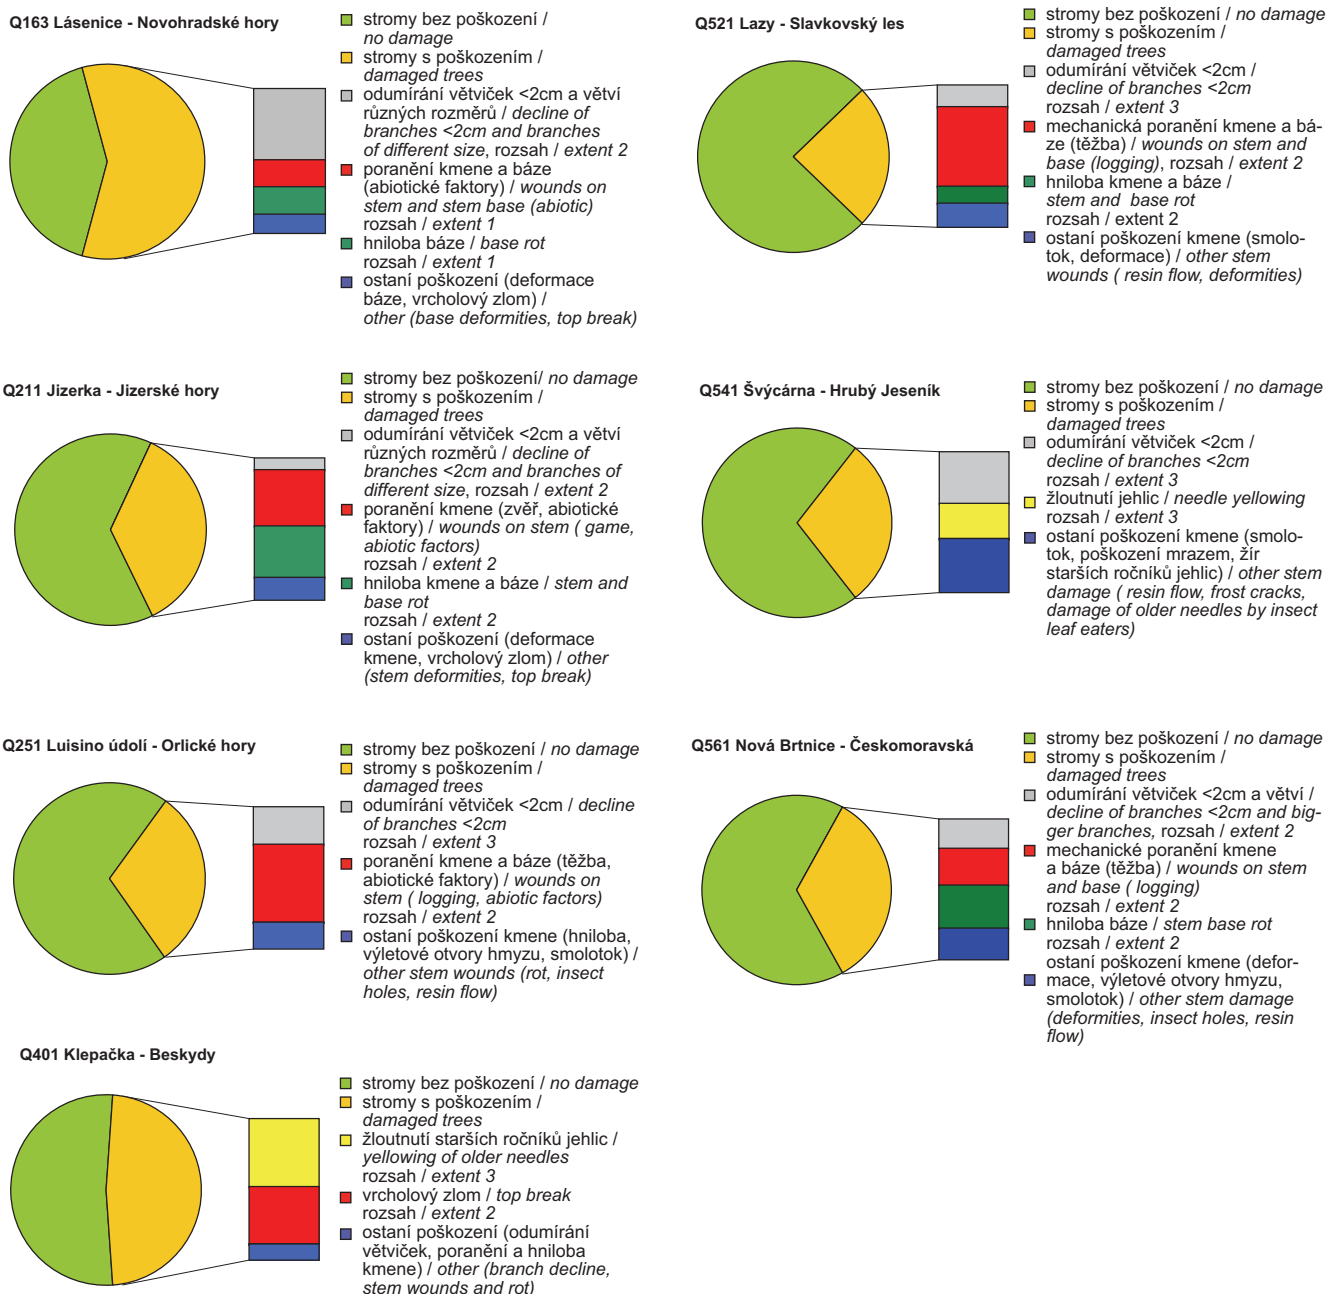 Q163 Lásenice - Novohradské hory
stromy bez poškození /
no damage
stromy s poškozením /
damaged trees
odumírání větviček <2cm a větví
různých rozměrů / decline of
branches <2cm and branches
of different size, rozsah / extent 2
poranění kmene a báze
(abiotické faktory) / wounds on
stem and stem base (abiotic)
rozsah / extent 1
hniloba báze / base rot
rozsah / extent 1
ostaní poškození (deformace
báze, vrcholový zlom) /
other (base deformities, top break)
Q521 Lazy - Slavkovský les
stromy bez poškození / no damage
stromy s poškozením /
damaged trees
odumírání větviček <2cm /
decline of branches <2cm
rozsah / extent 3
mechanická poranění kmene a bá-
ze (těžba) / wounds on stem and
base (logging), rozsah / extent 2
hniloba kmene a báze /
stem and base rot
rozsah / extent 2
ostaní poškození kmene (smolo-
tok, deformace) / other stem
wounds ( resin flow, deformities)
Q211 Jizerka - Jizerské hory
stromy bez poškození/ no damage
stromy s poškozením /
damaged trees
odumírání větviček <2cm a větví
různých rozměrů / decline of
branches <2cm and branches of
different size, rozsah / extent 2
poranění kmene (zvěř, abiotické
faktory) / wounds on stem ( game,
abiotic factors)
rozsah / extent 2
hniloba kmene a báze / stem and
base rot
rozsah / extent 2
ostaní poškození (deformace
kmene, vrcholový zlom) / other
(stem deformities, top break)
Q541 Švýcárna - Hrubý Jeseník
stromy bez poškození / no damage
stromy s poškozením /
damaged trees
odumírání větviček <2cm /
decline of branches <2cm
rozsah / extent 3
žloutnutí jehlic / needle yellowing
rozsah / extent 3
ostaní poškození kmene (smolo-
tok, poškození mrazem, žír
starších ročníků jehlic) / other stem
damage ( resin flow, frost cracks,
damage of older needles by insect
leaf eaters)
Q251 Luisino údolí - Orlické hory
stromy bez poškození / no damage
stromy s poškozením /
damaged trees
odumírání větviček <2cm / decline
of branches <2cm
rozsah / extent 3
poranění kmene a báze (těžba,
abiotické faktory) / wounds on
stem ( logging, abiotic factors)
rozsah / extent 2
ostaní poškození kmene (hniloba,
výletové otvory hmyzu, smolotok) /
other stem wounds (rot, insect
holes, resin flow)
Q561 Nová Brtnice - Českomoravská
stromy bez poškození / no damage
stromy s poškozením /
damaged trees
odumírání větviček <2cm a větví /
decline of branches <2cm and big-
ger branches, rozsah / extent 2
mechanické poranění kmene
a báze (těžba) / wounds on stem
and base ( logging)
rozsah / extent 2
hniloba báze / stem base rot
rozsah / extent 2
ostaní poškození kmene (defor-
mace, výletové otvory hmyzu,
smolotok) / other stem damage
(deformities, insect holes, resin
flow)
Q401 Klepačka - Beskydy
stromy bez poškození / no damage
stromy s poškozením /
damaged trees
žloutnutí starších ročníků jehlic /
yellowing of older needles
rozsah / extent 3
vrcholový zlom / top break
rozsah / extent 2
ostaní poškození (odumírání
větviček, poranění a hniloba
kmene) / other (branch decline,
stem wounds and rot)